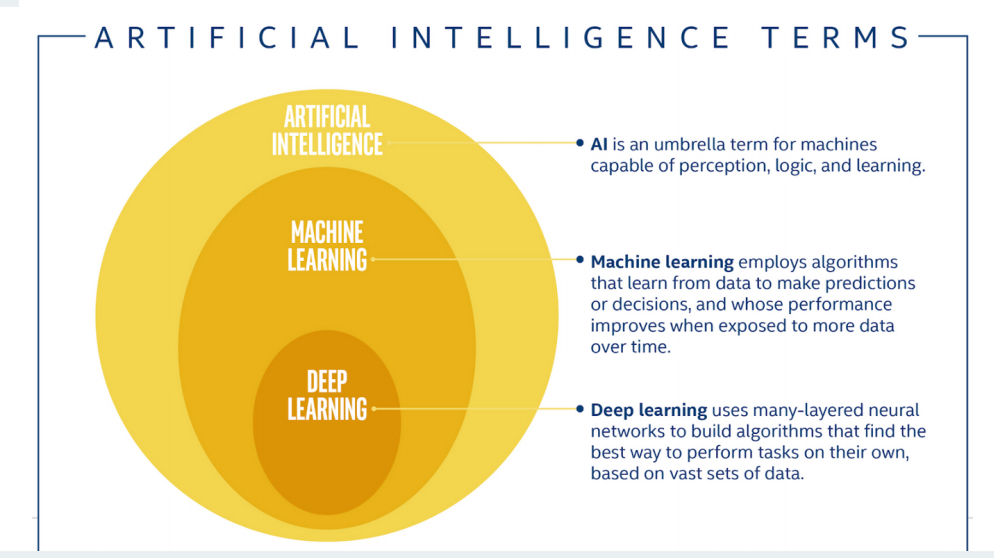 ARTIFICIAL INTELLIGENCE TERMS
ARTIFICIAL
INTELLIGENCE
AI is an umbrella term for machines
capable of perception, logic, and learning.
MACHINE
LEARNING
Machine learning employs algorithms
that learn from data to make predictions
or decisions, and whose performance
improves when exposed to more data
over time.
DEEP
LEARNING
Deep learning uses many-layered neural
networks to build algorithms that find the
best way to perform tasks on their own,
based on vast sets of data.